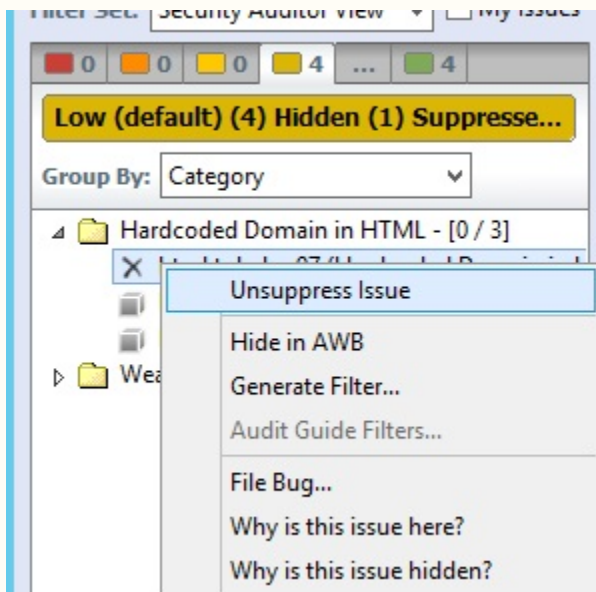 Filter Set: Security Auditor View My Issues
0 0 0 4 ... 4
Low (default) (4) Hidden (1) Suppresse...
Group By: Category
Hardcoded Domain in HTML - [0 / 3]
Unsuppress Issue
Hide in AWB
Wea
Generate Filter...
Audit Guide Filters...
File Bug...
Why is this issue here?
Why is this issue hidden?